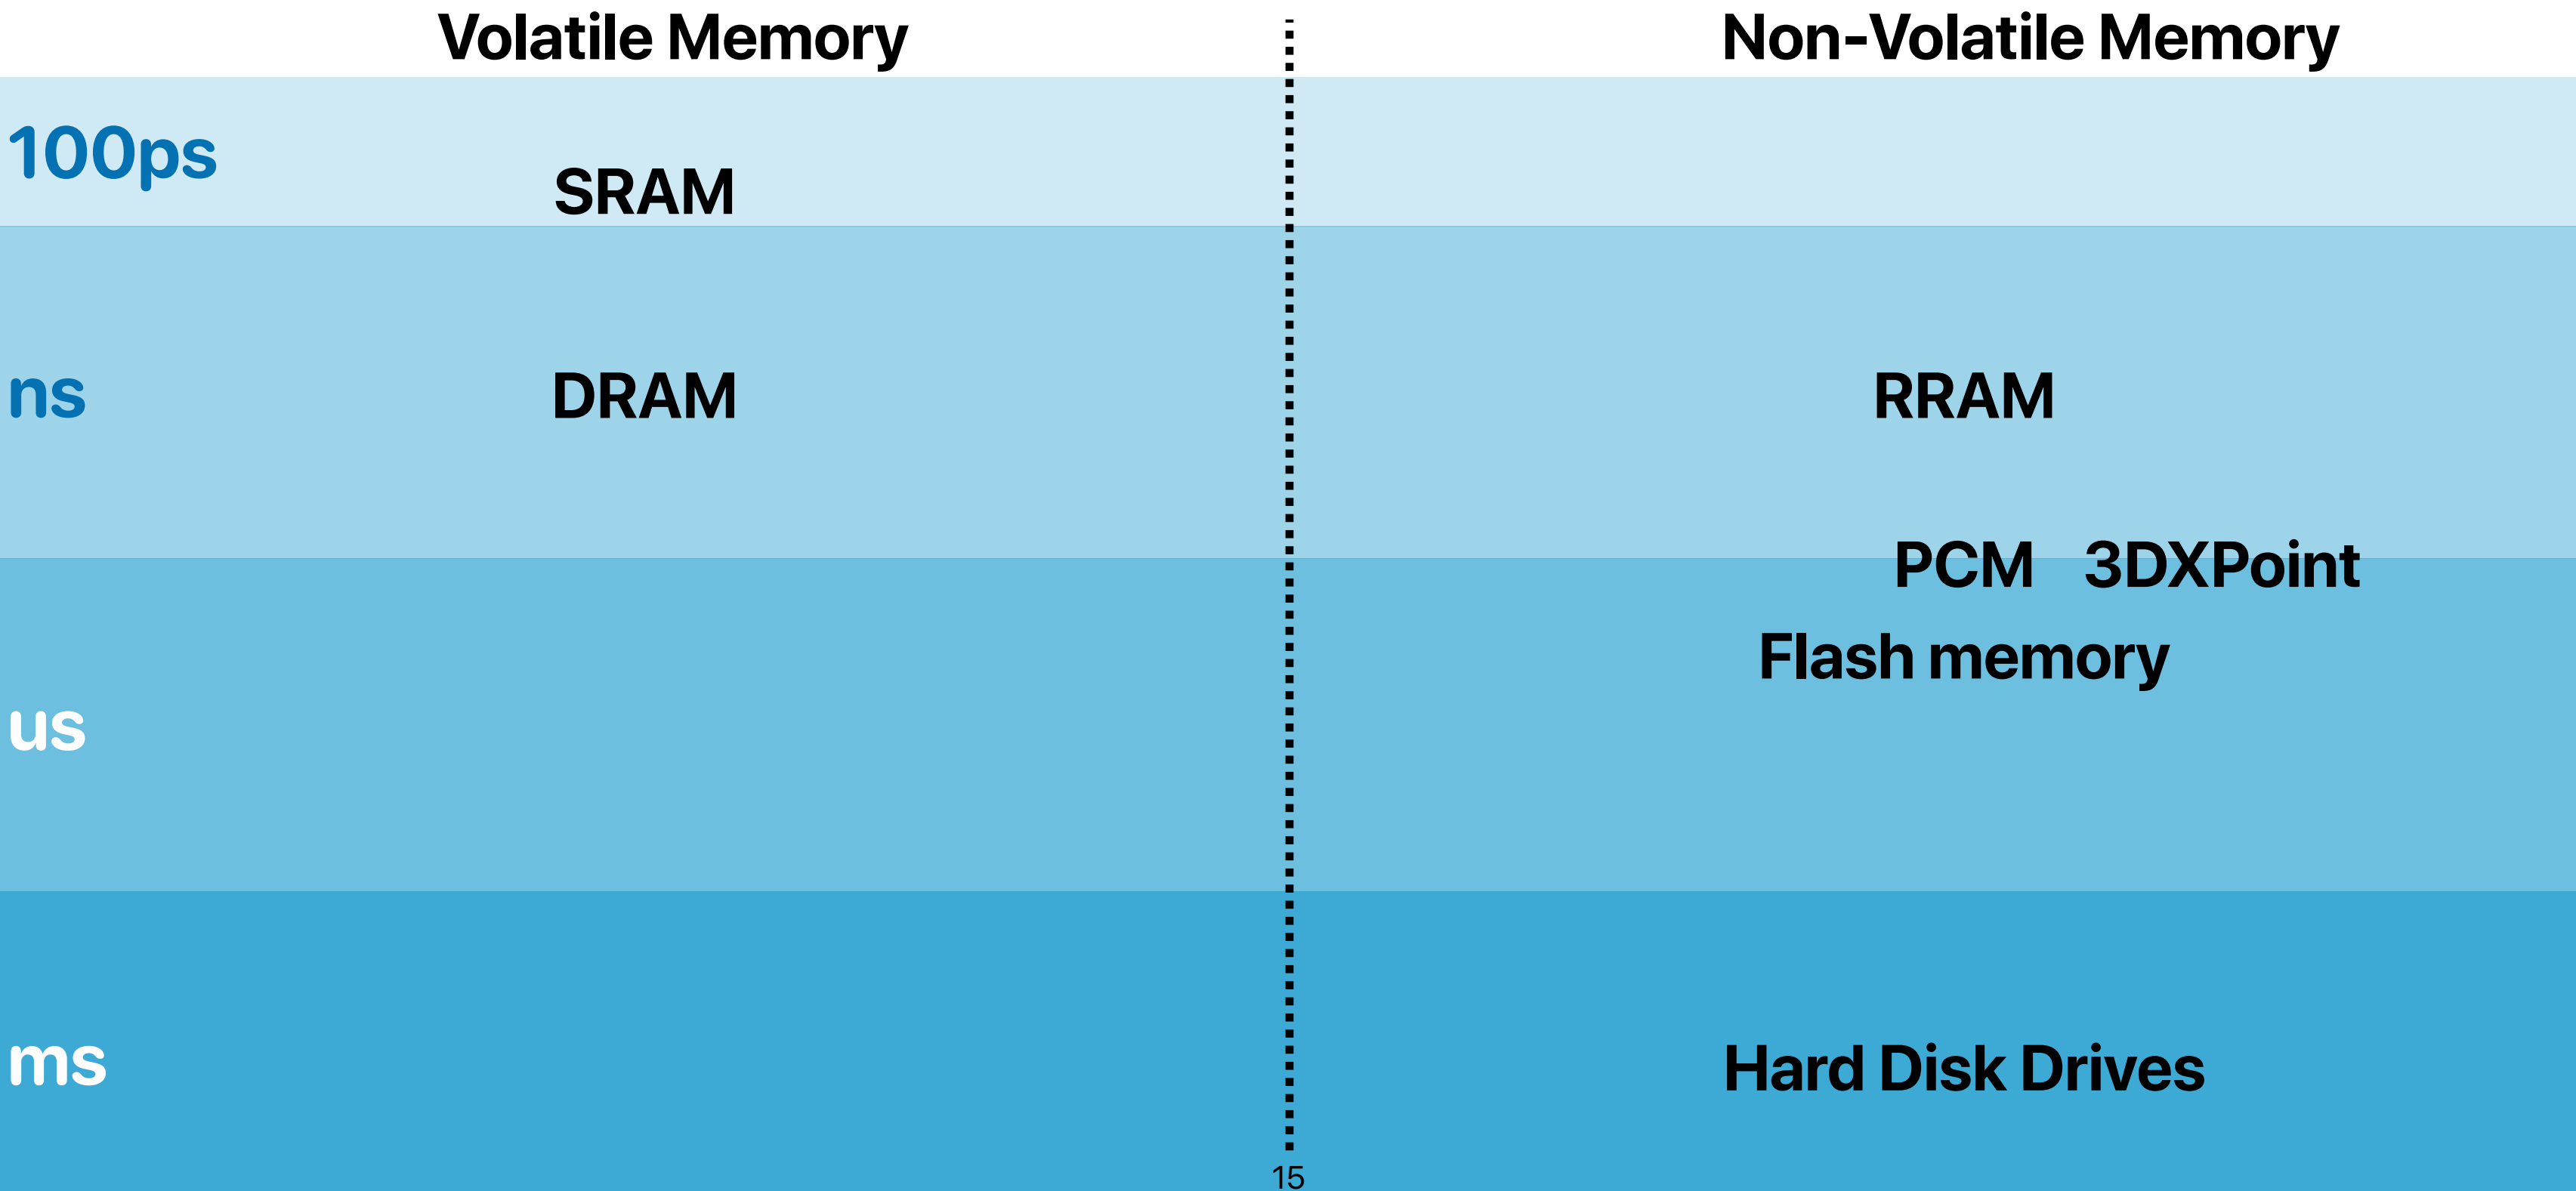 Volatile Memory
Non-Volatile Memory
100ps
SRAM
ns
DRAM
RRAM
PCM 3DXPoint
Flash memory
us
ms
Hard Disk Drives
15